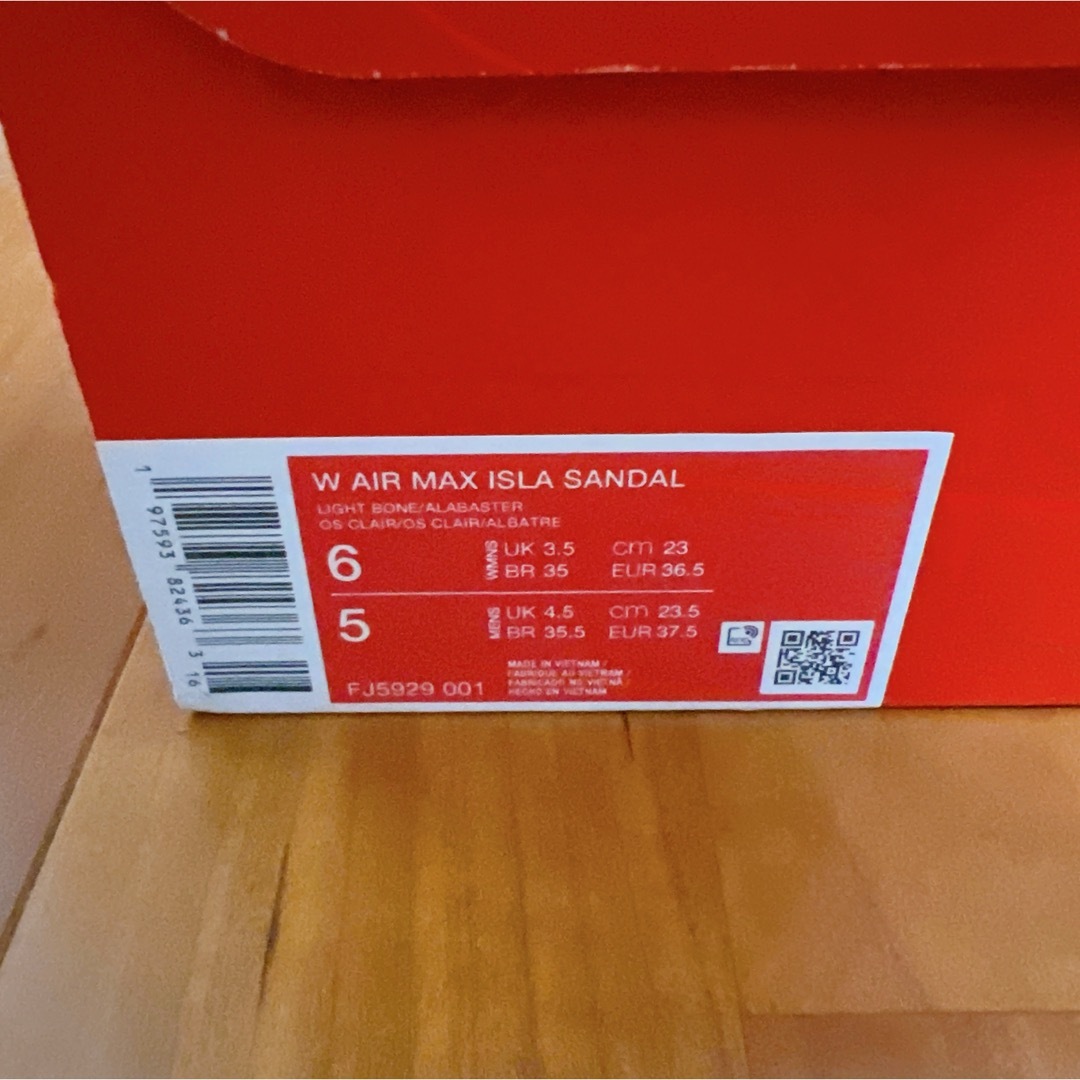 W AIR MAX ISLA SANDAL
LIGHT BONE/ALABASTER
OS CLAIR/OS CLAIR/ALBATRE
6 WMNS UK 3.5 cm 23
BR 35 EUR 36.5
5 MENS UK 4.5 cm 23.5
BR 35.5 EUR 37.5
MADE IN VIETNAM /
FABRIQUE AU VIETNAM /
FABRICADO NO VIETNÃ /
HECHO EN VIETNAM
FJ5929 001
1 97593 82436 3 16